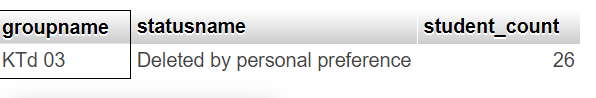 groupname statusname student_count
KTd 03 Deleted by personal preference 26